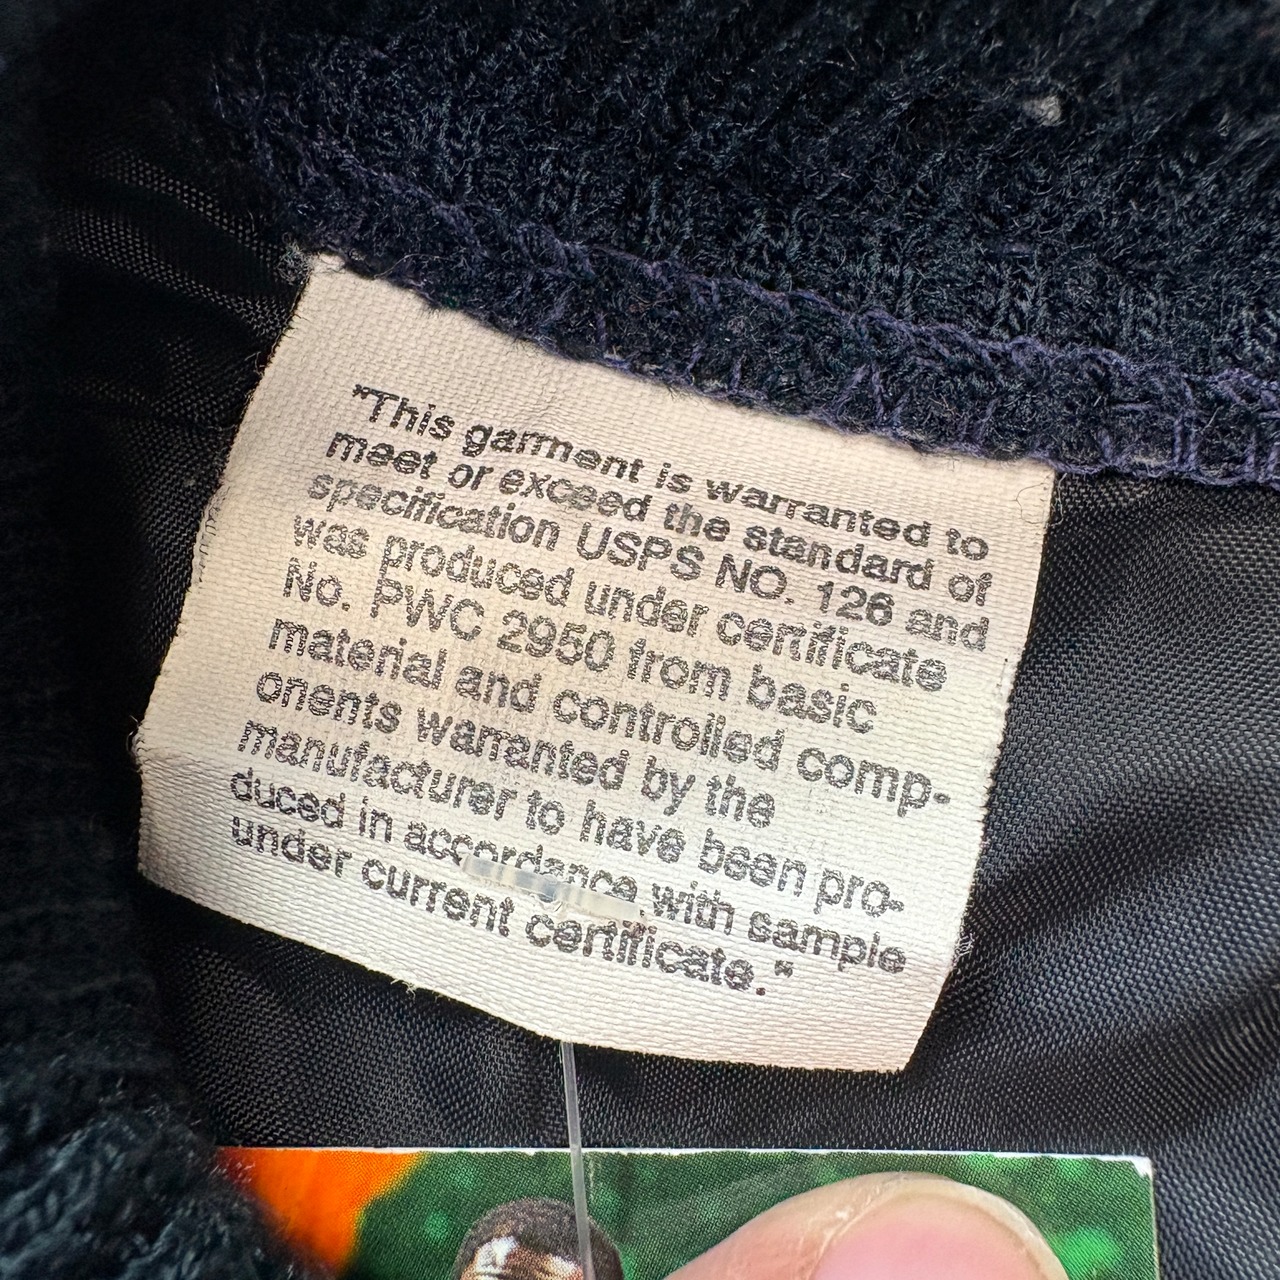 "This garment is warranted to
meet or exceed the standard of
specification USPS NO. 126 and
was produced under certificate
No. PWC 2950 from basic
material and controlled comp-
onents warranted by the
manufacturer to have been pro-
duced in accordance with sample
under current certificate."